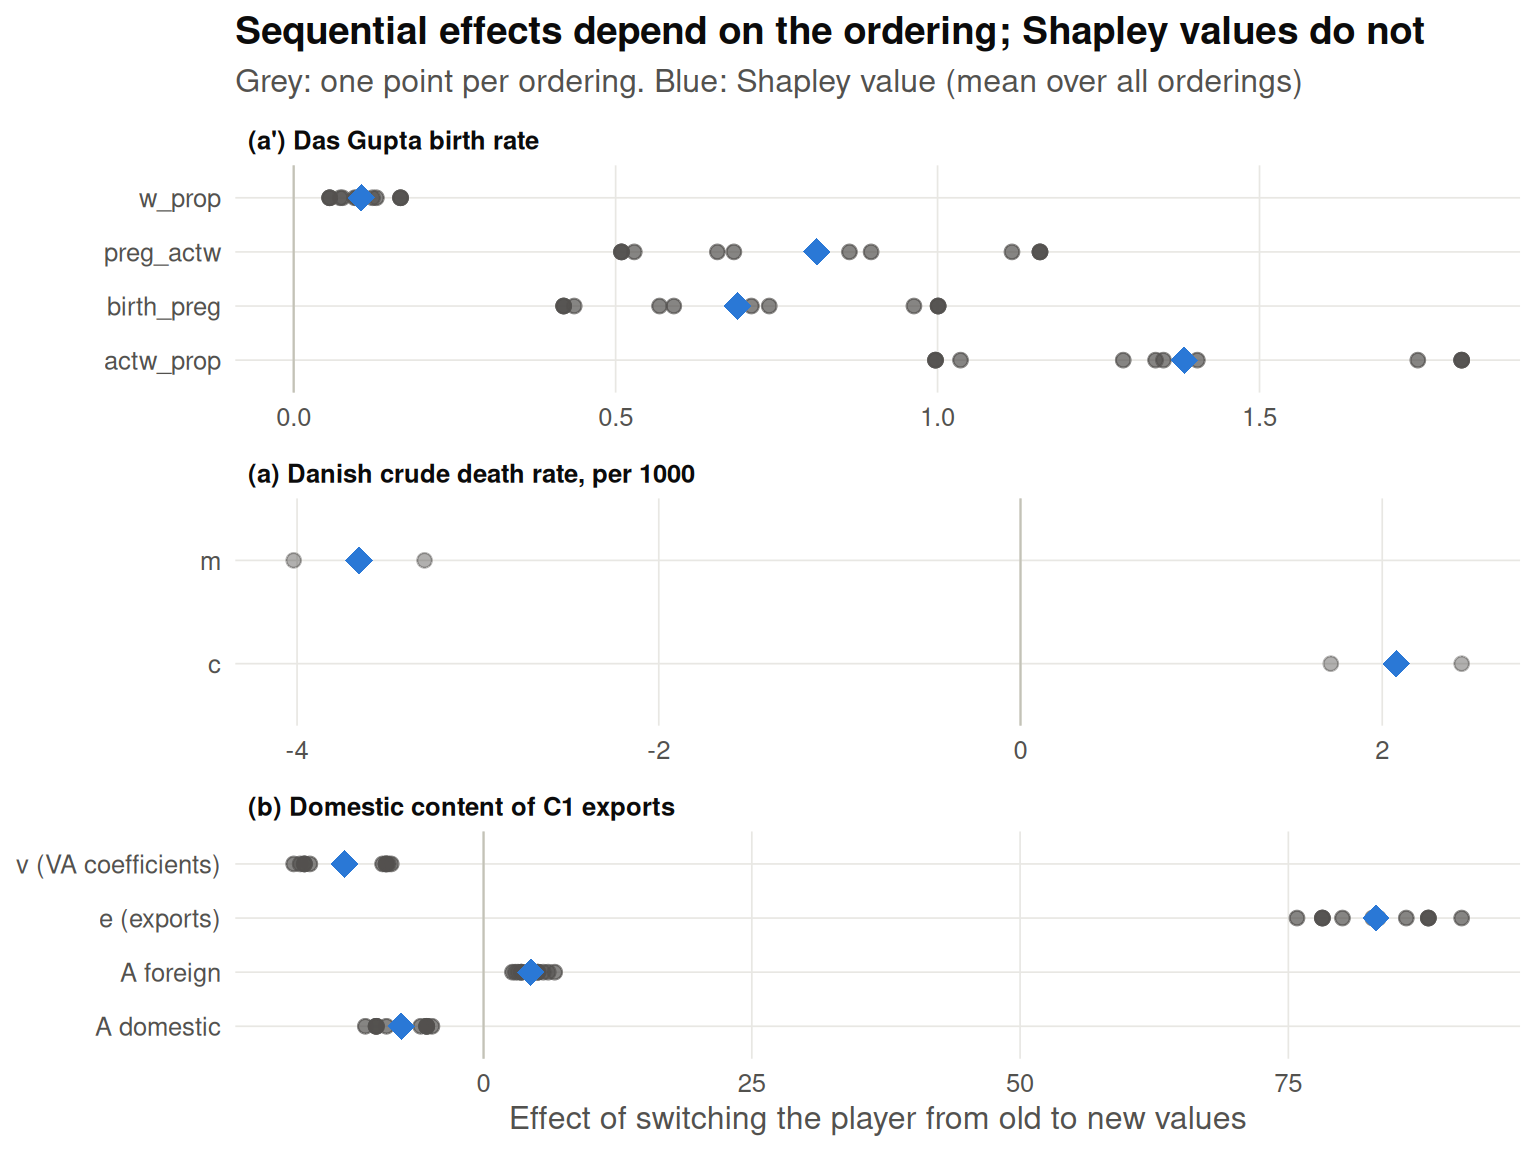 Sequential effects depend on the ordering; Shapley values do not
Grey: one point per ordering. Blue: Shapley value (mean over all orderings)
(a') Das Gupta birth rate
w_prop
preg_actw
birth_preg
actw_prop
0.0 0.5 1.0 1.5
(a) Danish crude death rate, per 1000
m
c
-4 -2 0 2
(b) Domestic content of C1 exports
v (VA coefficients)
e (exports)
A foreign
A domestic
0 25 50 75
Effect of switching the player from old to new values